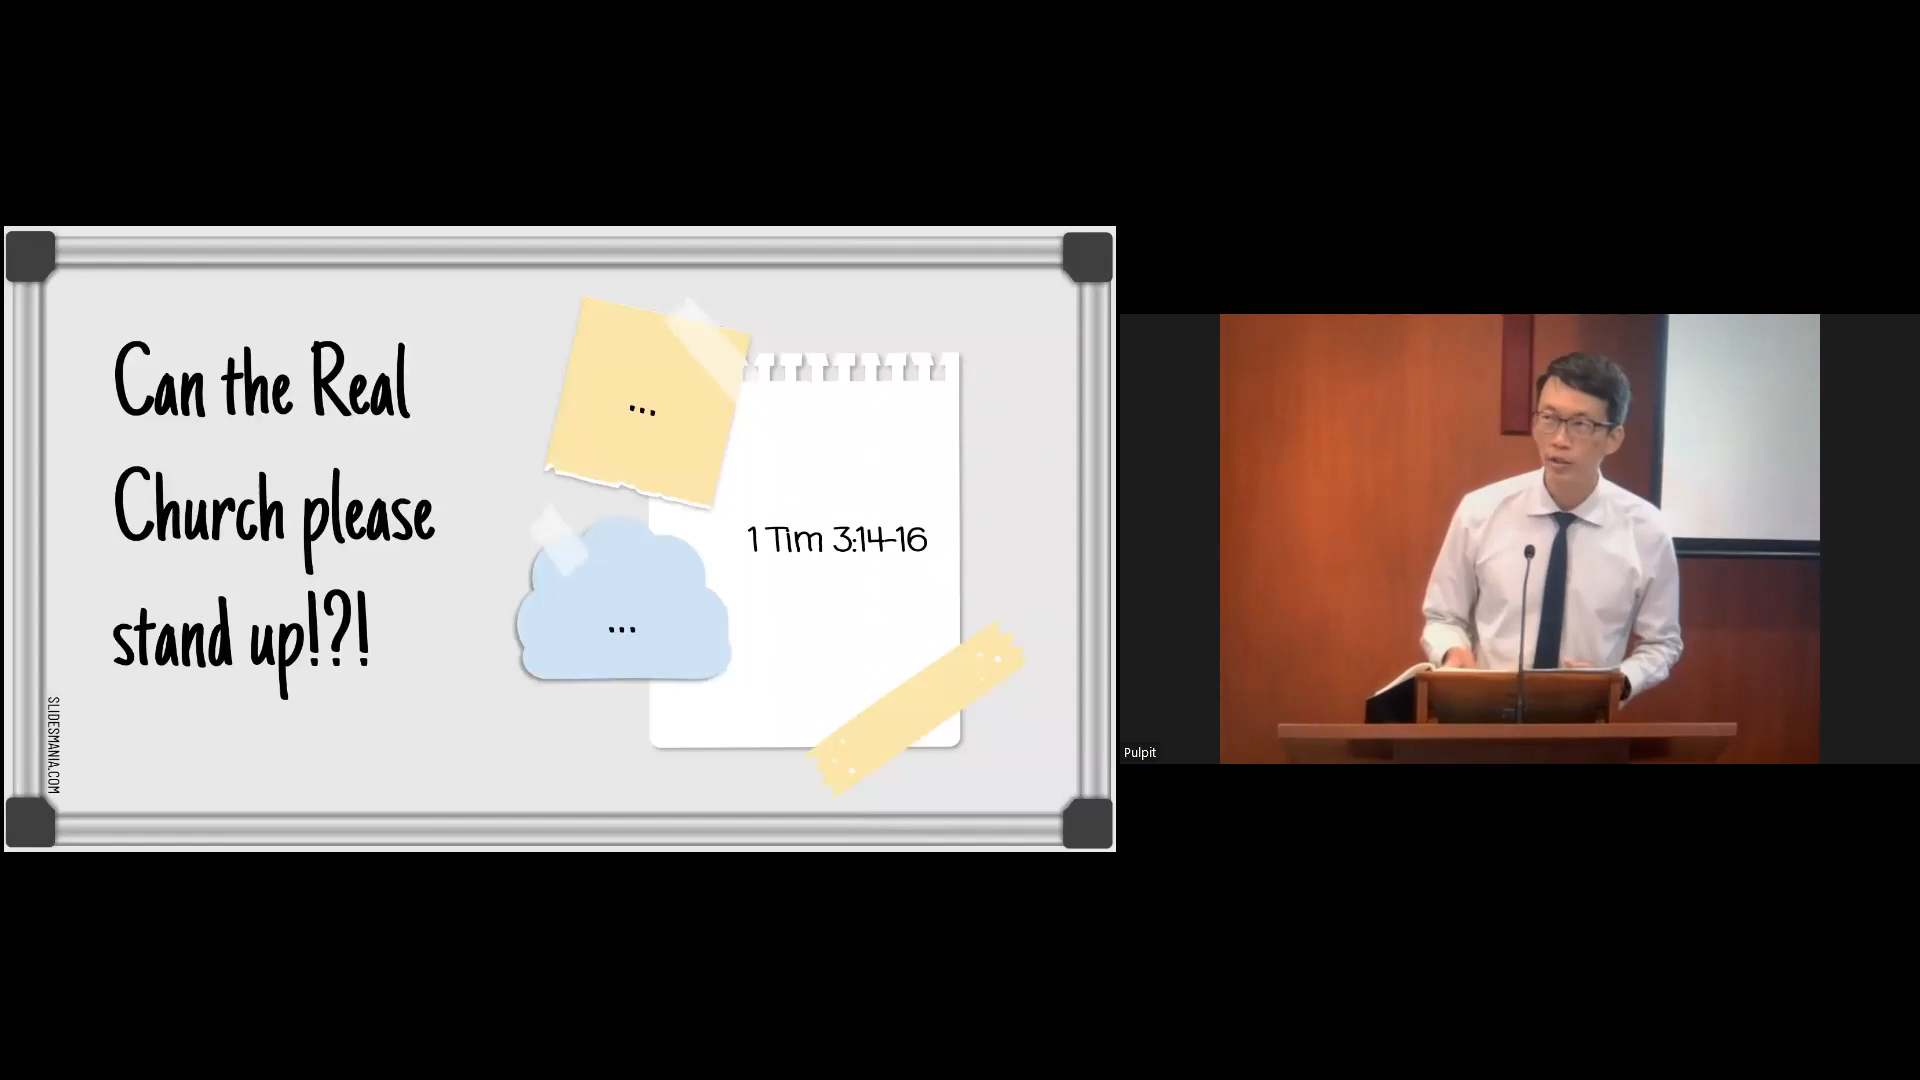 Can the Real
Church please
stand up!?!
...
...
1 Tim 3:14-16
SLIDESMANIA.COM
Pulpit